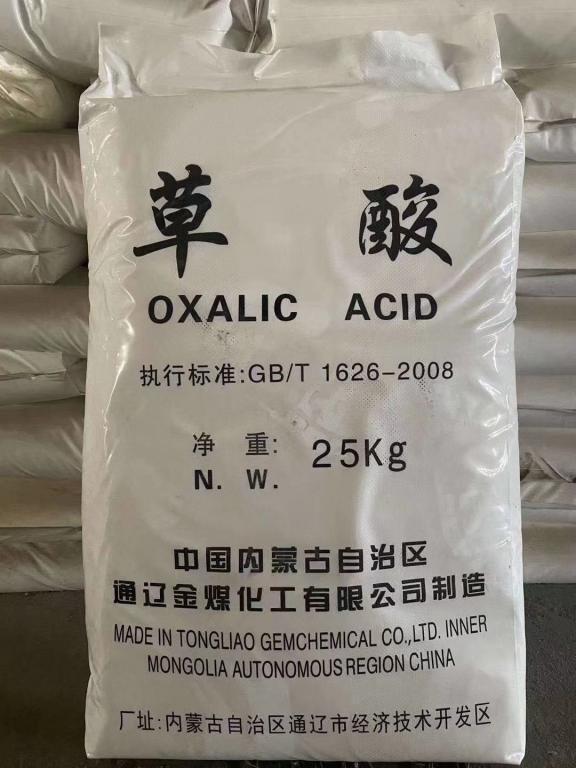 草 酸
OXALIC ACID
执行标准:GB/T 1626-2008
净 重: 25Kg
N. W.
中国内蒙古自治区
通辽金煤化工有限公司制造
MADE IN TONGLIAO GEMCHEMICAL CO.,LTD. INNER
MONGOLIA AUTONOMOUS REGION CHINA
厂址:内蒙古自治区通辽市经济技术开发区